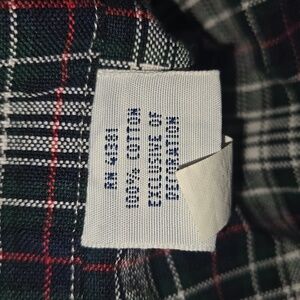 RN 41381
100% COTTON
EXCLUSIVE OF
DECORATION